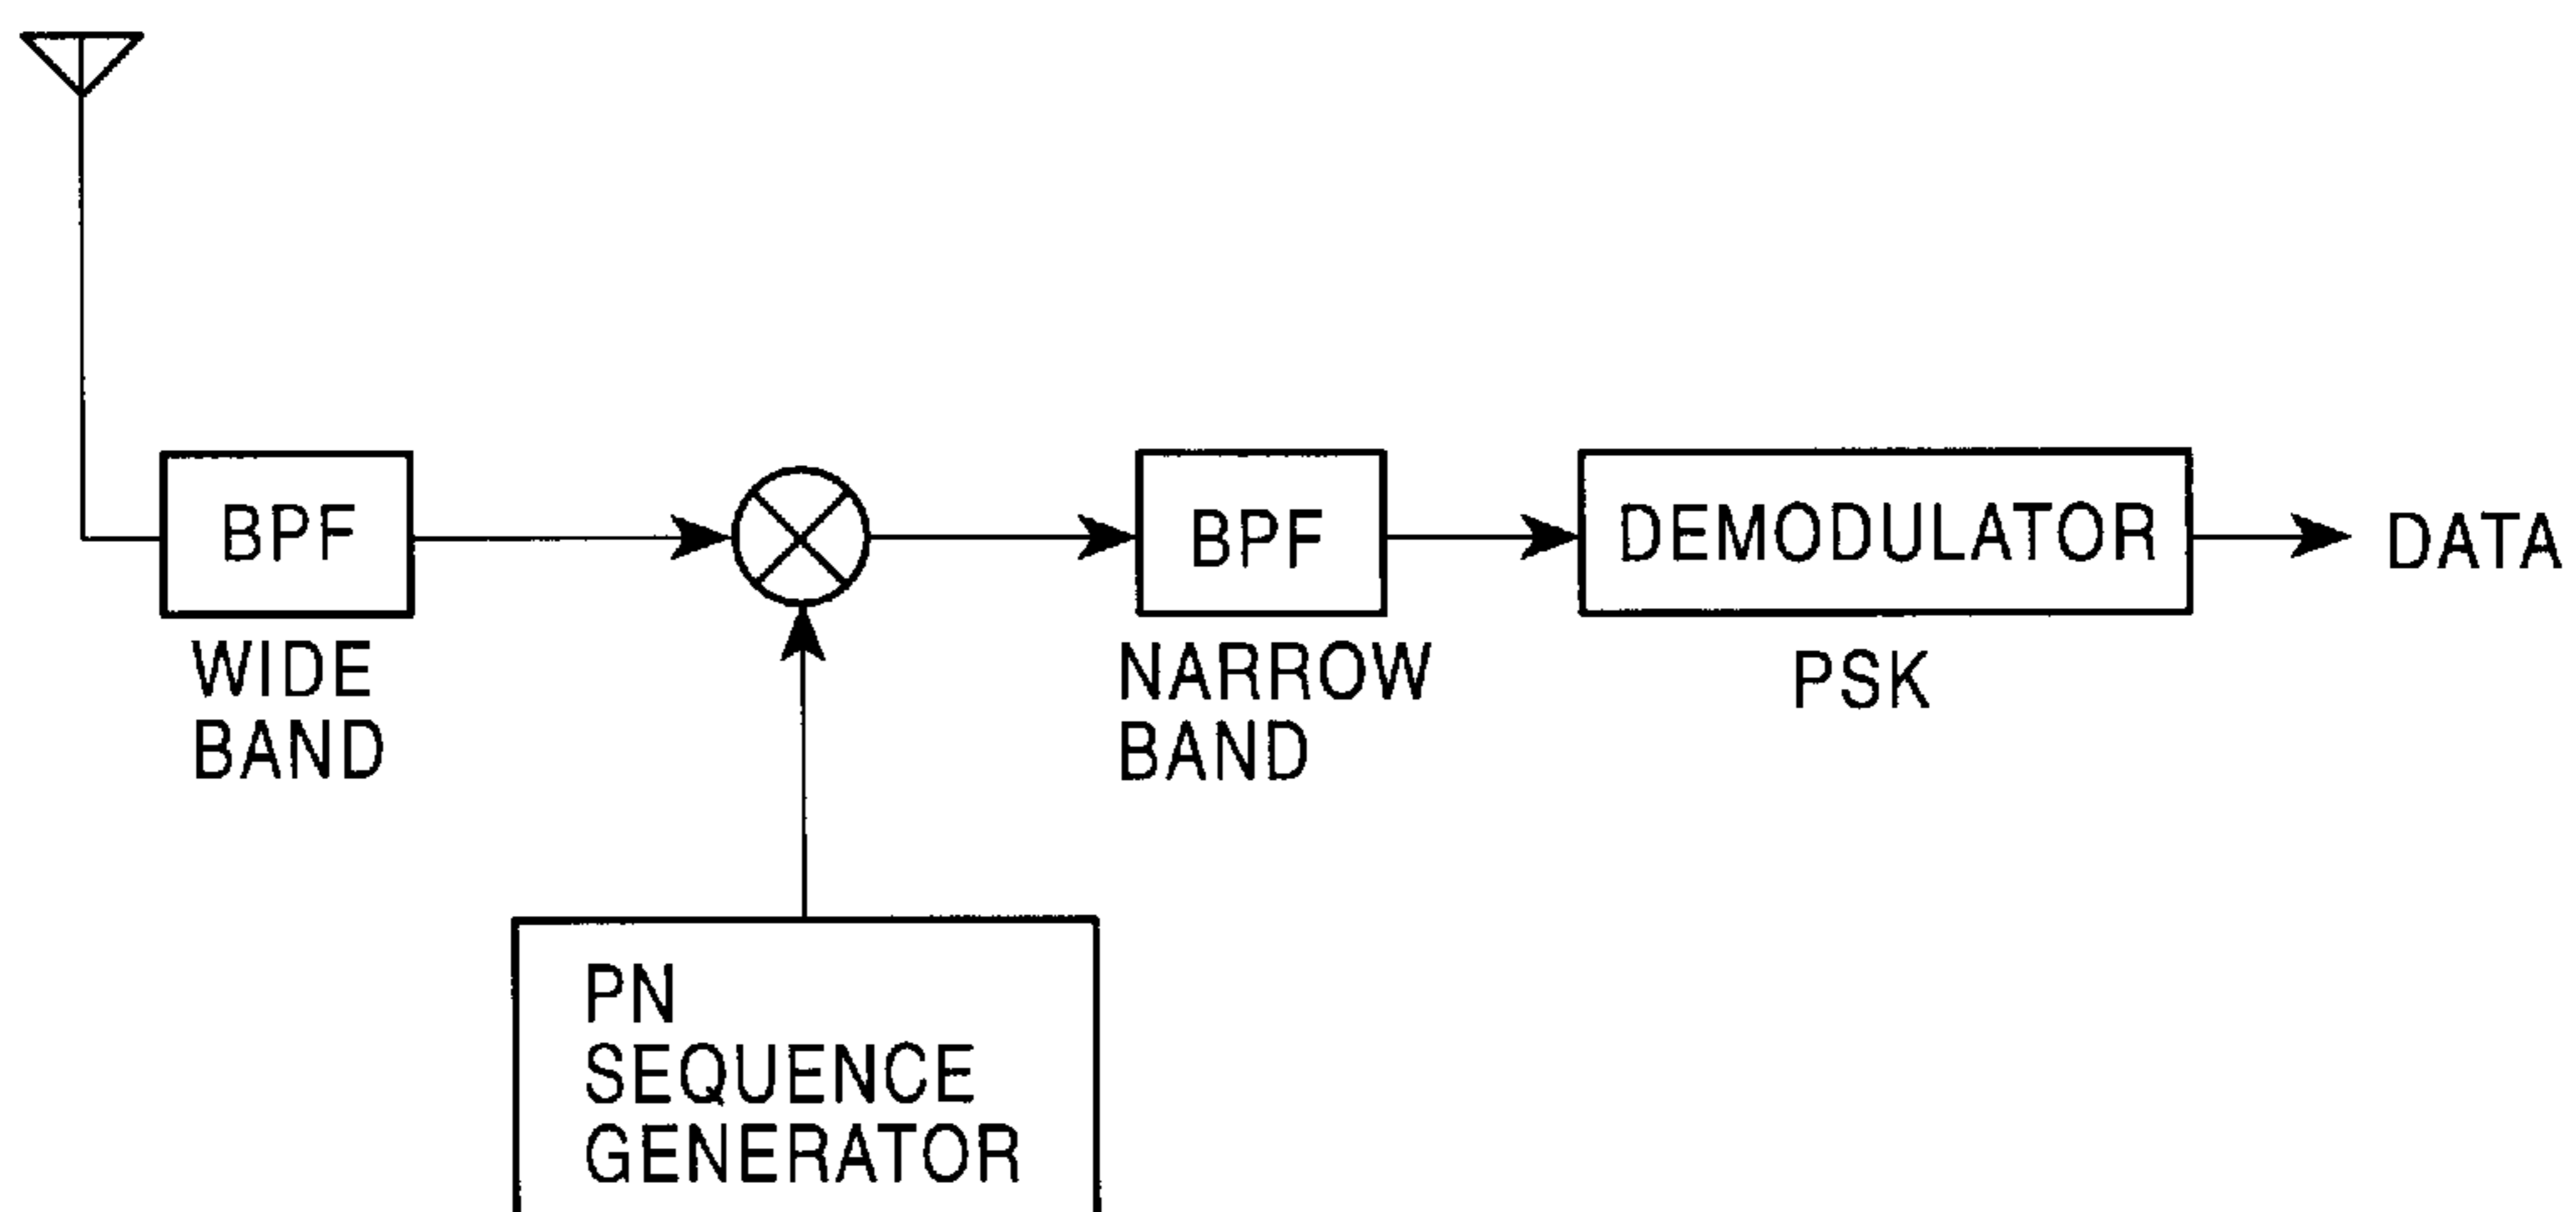 BPF
WIDE
BAND
BPF
NARROW
BAND
DEMODULATOR
PSK
DATA
PN
SEQUENCE
GENERATOR